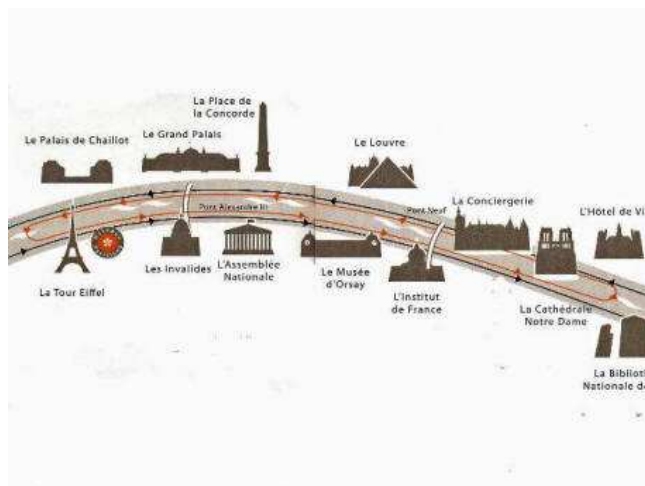 La Place de
la Concorde
Le Palais de Chaillot
Le Grand Palais
Le Louvre
La Conciergerie
L'Hôtel de Vi
Pont Alexandre III
Pont Neuf
La Tour Eiffel
Les Invalides
L'Assemblée
Nationale
Le Musée
d'Orsay
L'Institut
de France
La Cathédrale
Notre Dame
La Biblioth
Nationale de